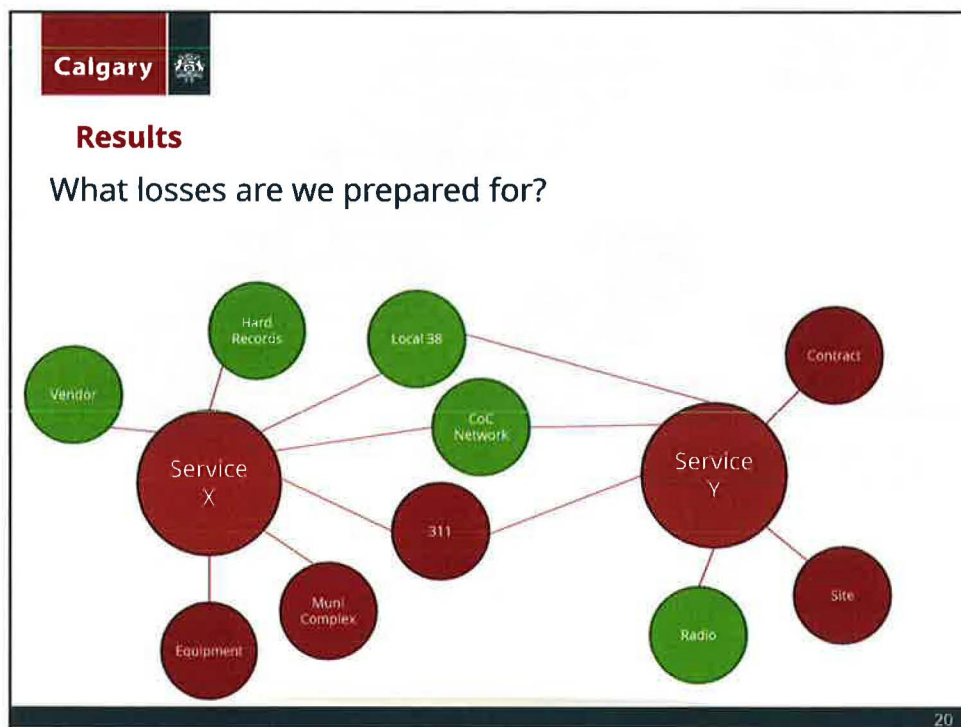 Calgary
Results
What losses are we prepared for?
Hard
Records
Local 38
Contract
Vendor
CoC
Network
Service
X
Service
Y
311
Muni
Complex
Site
Equipment
Radio
20